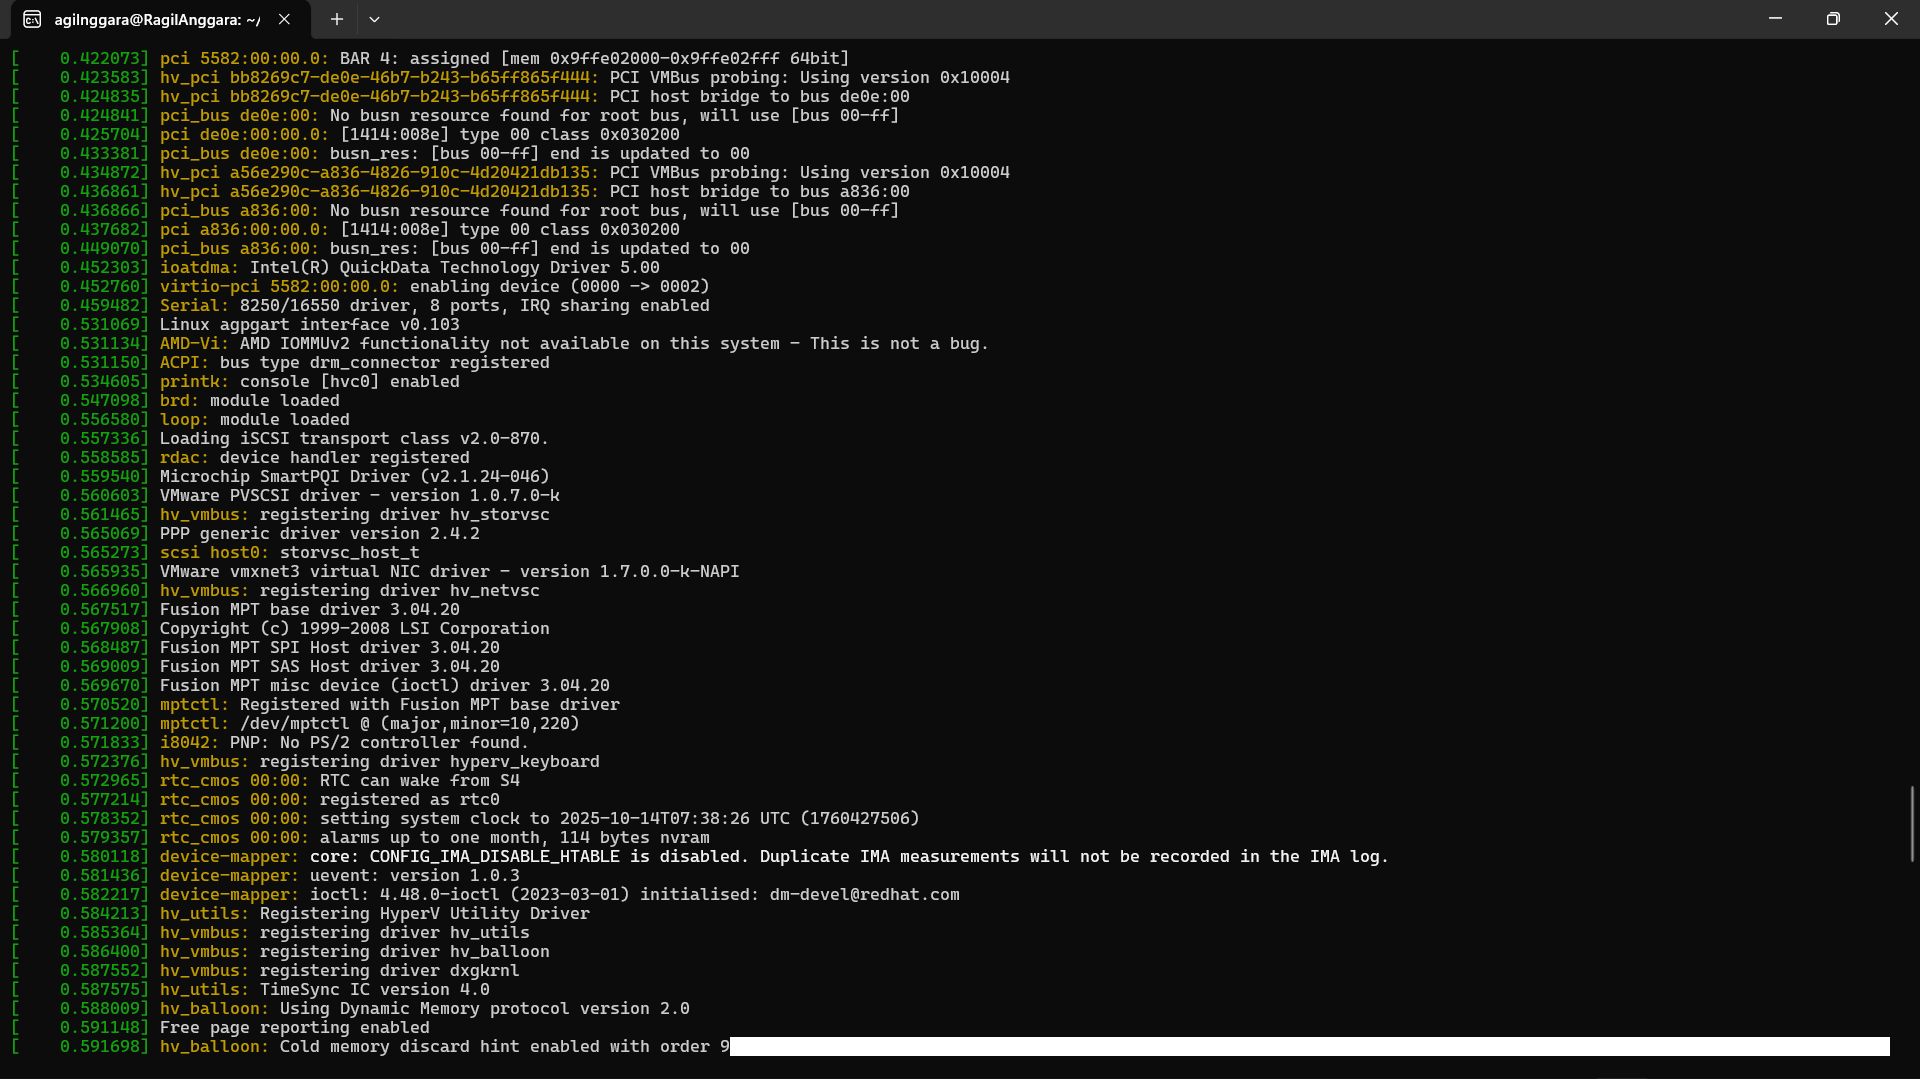 agilnggara@RagilAnggara: ~/
[    0.422073] pci 5582:00:00.0: BAR 4: assigned [mem 0x9ffe02000-0x9ffe02fff 64bit]
[    0.423583] hv_pci bb8269c7-de0e-46b7-b243-b65ff865f444: PCI VMBus probing: Using version 0x10004
[    0.424835] hv_pci bb8269c7-de0e-46b7-b243-b65ff865f444: PCI host bridge to bus de0e:00
[    0.424841] pci_bus de0e:00: No busn resource found for root bus, will use [bus 00-ff]
[    0.425704] pci de0e:00:00.0: [1414:008e] type 00 class 0x030200
[    0.433381] pci_bus de0e:00: busn_res: [bus 00-ff] end is updated to 00
[    0.434872] hv_pci a56e290c-a836-4826-910c-4d20421db135: PCI VMBus probing: Using version 0x10004
[    0.436861] hv_pci a56e290c-a836-4826-910c-4d20421db135: PCI host bridge to bus a836:00
[    0.436866] pci_bus a836:00: No busn resource found for root bus, will use [bus 00-ff]
[    0.437682] pci a836:00:00.0: [1414:008e] type 00 class 0x030200
[    0.449070] pci_bus a836:00: busn_res: [bus 00-ff] end is updated to 00
[    0.452303] ioatdma: Intel(R) QuickData Technology Driver 5.00
[    0.452760] virtio-pci 5582:00:00.0: enabling device (0000 -> 0002)
[    0.459482] Serial: 8250/16550 driver, 8 ports, IRQ sharing enabled
[    0.531069] Linux agpgart interface v0.103
[    0.531134] AMD-Vi: AMD IOMMUv2 functionality not available on this system - This is not a bug.
[    0.531150] ACPI: bus type drm_connector registered
[    0.534605] printk: console [hvc0] enabled
[    0.547098] brd: module loaded
[    0.556580] loop: module loaded
[    0.557336] Loading iSCSI transport class v2.0-870.
[    0.558585] rdac: device handler registered
[    0.559540] Microchip SmartPQI Driver (v2.1.24-046)
[    0.560603] VMware PVSCSI driver - version 1.0.7.0-k
[    0.561465] hv_vmbus: registering driver hv_storvsc
[    0.565069] PPP generic driver version 2.4.2
[    0.565273] scsi host0: storvsc_host_t
[    0.565935] VMware vmxnet3 virtual NIC driver - version 1.7.0.0-k-NAPI
[    0.566960] hv_vmbus: registering driver hv_netvsc
[    0.567517] Fusion MPT base driver 3.04.20
[    0.567908] Copyright (c) 1999-2008 LSI Corporation
[    0.568487] Fusion MPT SPI Host driver 3.04.20
[    0.569009] Fusion MPT SAS Host driver 3.04.20
[    0.569670] Fusion MPT misc device (ioctl) driver 3.04.20
[    0.570520] mptctl: Registered with Fusion MPT base driver
[    0.571200] mptctl: /dev/mptctl @ (major,minor=10,220)
[    0.571833] i8042: PNP: No PS/2 controller found.
[    0.572376] hv_vmbus: registering driver hyperv_keyboard
[    0.572965] rtc_cmos 00:00: RTC can wake from S4
[    0.577214] rtc_cmos 00:00: registered as rtc0
[    0.578352] rtc_cmos 00:00: setting system clock to 2025-10-14T07:38:26 UTC (1760427506)
[    0.579357] rtc_cmos 00:00: alarms up to one month, 114 bytes nvram
[    0.580118] device-mapper: core: CONFIG_IMA_DISABLE_HTABLE is disabled. Duplicate IMA measurements will not be recorded in the IMA log.
[    0.581436] device-mapper: uevent: version 1.0.3
[    0.582217] device-mapper: ioctl: 4.48.0-ioctl (2023-03-01) initialised: dm-devel@redhat.com
[    0.584213] hv_utils: Registering HyperV Utility Driver
[    0.585364] hv_vmbus: registering driver hv_utils
[    0.586400] hv_vmbus: registering driver hv_balloon
[    0.587552] hv_vmbus: registering driver dxgkrnl
[    0.587575] hv_utils: TimeSync IC version 4.0
[    0.588009] hv_balloon: Using Dynamic Memory protocol version 2.0
[    0.591148] Free page reporting enabled
[    0.591698] hv_balloon: Cold memory discard hint enabled with order 9